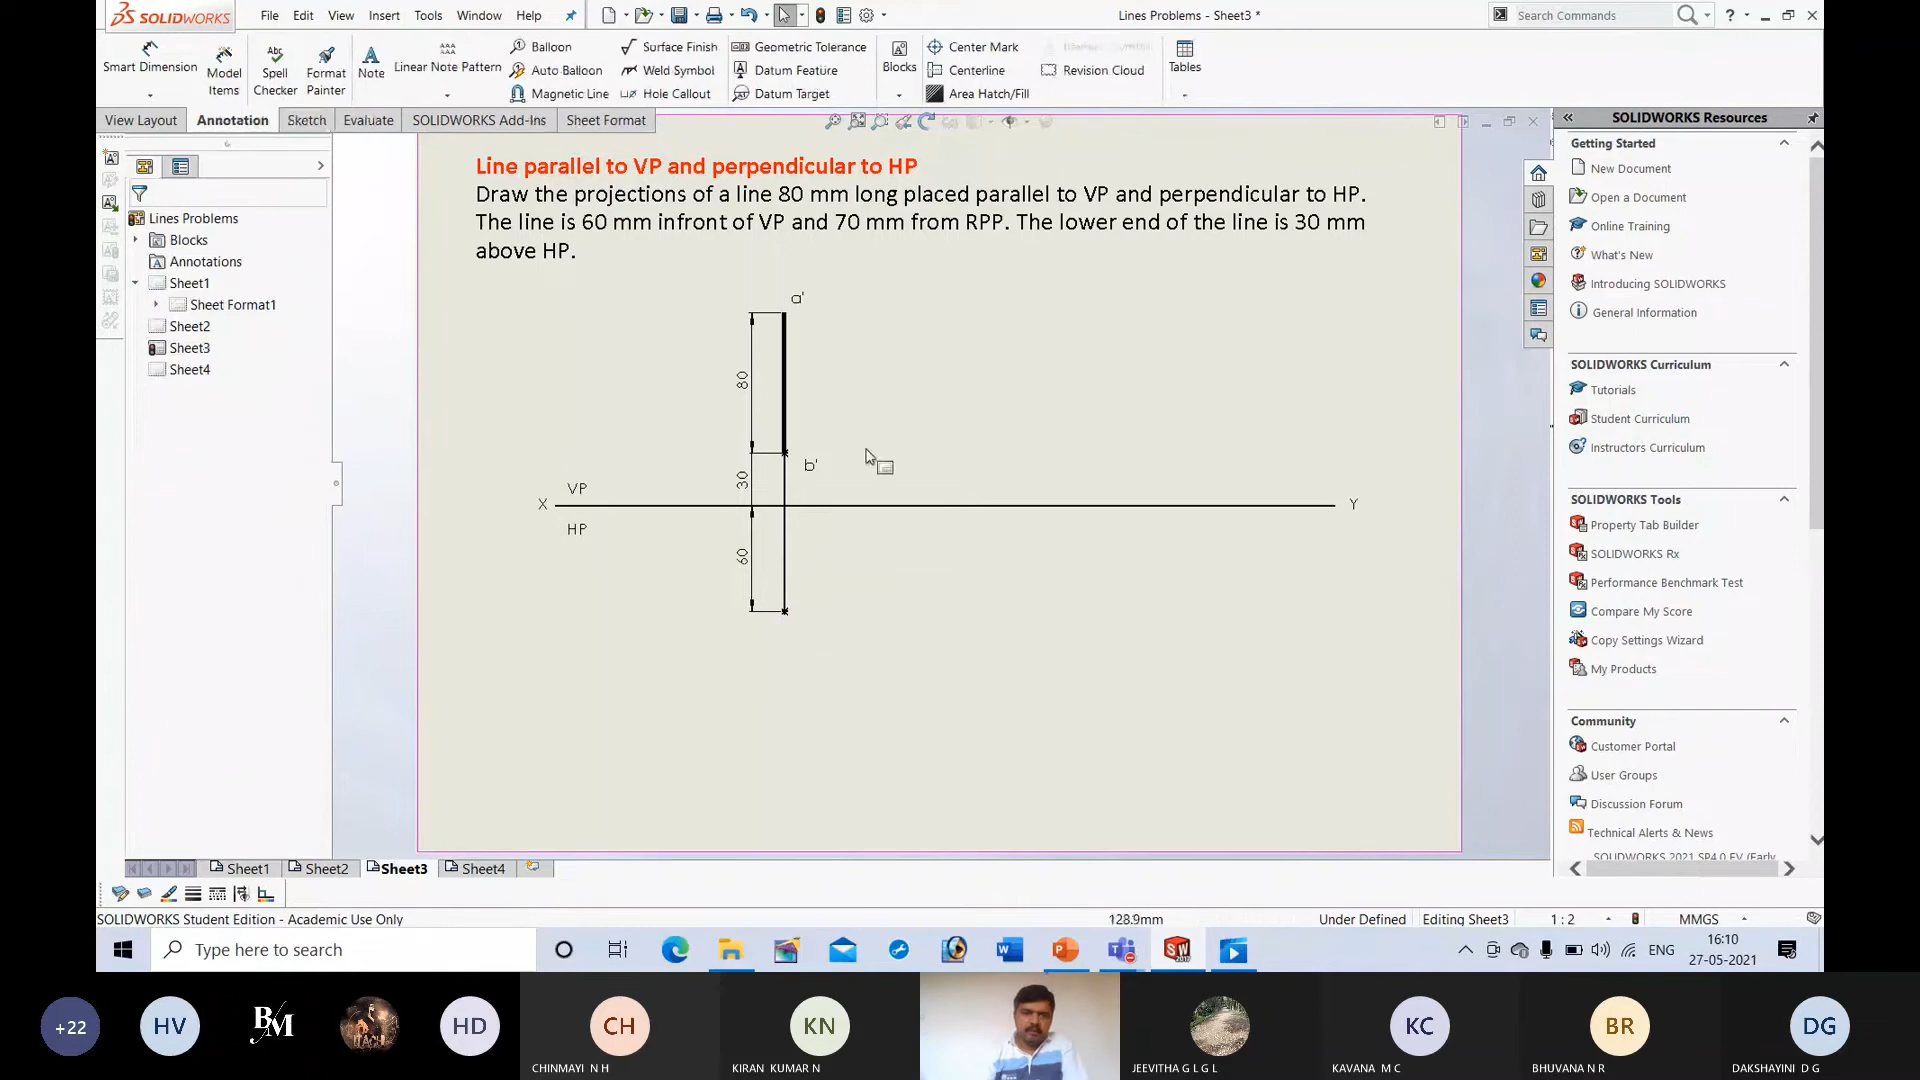 SOLIDWORKS File Edit View Insert Tools Window Help Lines Problems - Sheet3 * Search Commands ?
Smart Dimension
Model Items
Spell Checker
Format Painter
Note
Linear Note Pattern
Balloon
Auto Balloon
Magnetic Line
Surface Finish
Weld Symbol
Hole Callout
Geometric Tolerance
Datum Feature
Datum Target
Blocks
Center Mark
Centerline
Area Hatch/Fill
Revision Cloud
Tables
View Layout Annotation Sketch Evaluate SOLIDWORKS Add-Ins Sheet Format
Lines Problems
Blocks
Annotations
Sheet1
Sheet Format1
Sheet2
Sheet3
Sheet4
Line parallel to VP and perpendicular to HP
Draw the projections of a line 80 mm long placed parallel to VP and perpendicular to HP.
The line is 60 mm infront of VP and 70 mm from RPP. The lower end of the line is 30 mm
above HP.
a'
80
b'
30
VP
X Y
HP
60
SOLIDWORKS Resources
Getting Started
New Document
Open a Document
Online Training
What's New
Introducing SOLIDWORKS
General Information
SOLIDWORKS Curriculum
Tutorials
Student Curriculum
Instructors Curriculum
SOLIDWORKS Tools
Property Tab Builder
SOLIDWORKS Rx
Performance Benchmark Test
Compare My Score
Copy Settings Wizard
My Products
Community
Customer Portal
User Groups
Discussion Forum
Technical Alerts & News
SOLIDWORKS 2021 SP4.0 EV (Early
Sheet1 Sheet2 Sheet3 Sheet4
SOLIDWORKS Student Edition - Academic Use Only 128.9mm Under Defined Editing Sheet3 1 : 2 MMGS
Type here to search
ENG
16:10
27-05-2021
+22 HV BM HD CH KN KC BR DG
CHINMAYI N H KIRAN KUMAR N JEEVITHA G L G L KAVANA M C BHUVANA N R DAKSHAYINI D G